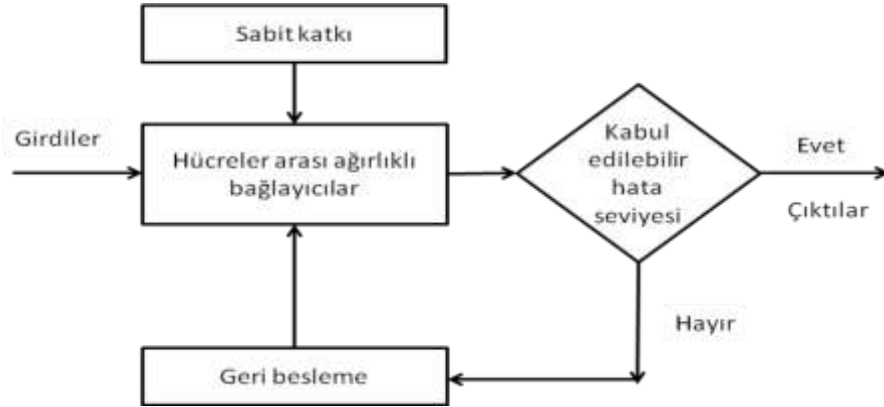 Sabit katkı
Girdiler
Hücreler arası ağırlıklı
bağlayıcılar
Kabul
edilebilir
hata
seviyesi
Evet
Çıktılar
Hayır
Geri besleme